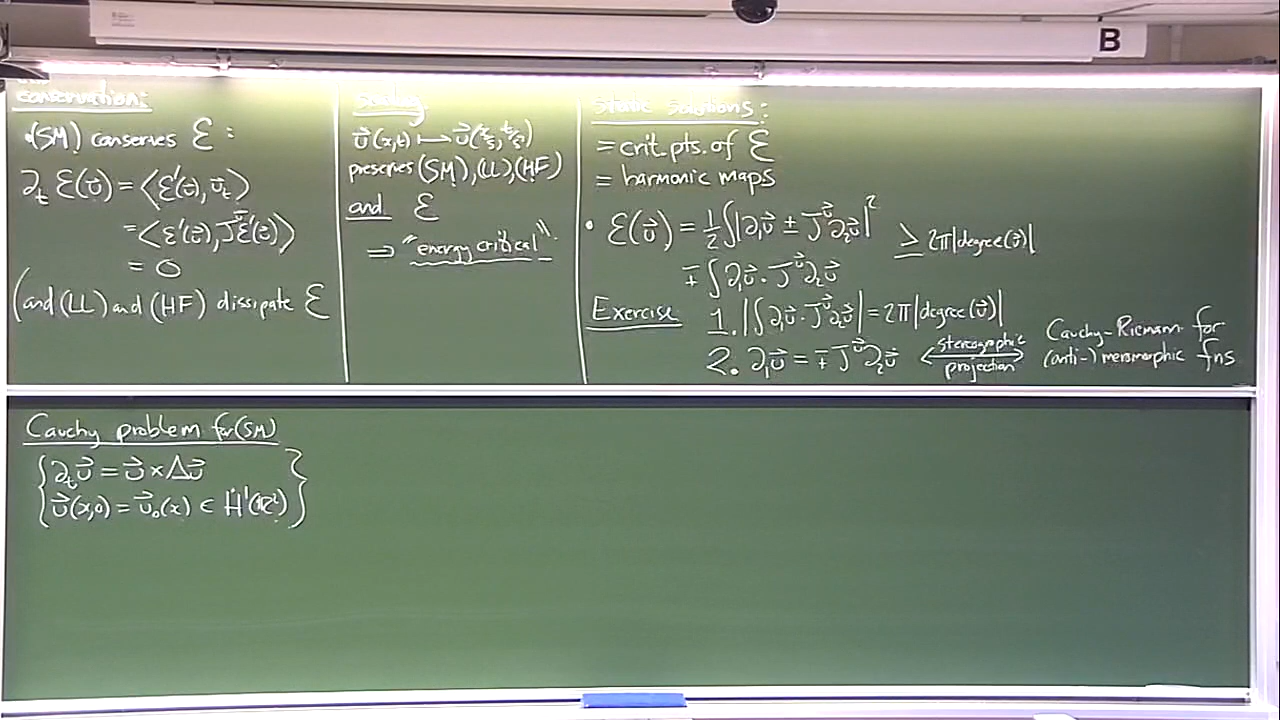 B
conservation:
• (SM) conserves ℰ :
∂ₜ ℰ(u⃗) = ⟨ℰ'(u⃗), u⃗ₜ⟩
= ⟨ℰ'(u⃗), J^u⃗ ℰ'(u⃗)⟩
= 0
(and (LL) and (HF) dissipate ℰ
Scaling
u⃗(x,t) ↦ u⃗(x/s, t/s²)
preserves (SM), (LL), (HF)
and ℰ
⇒ "energy critical".
Static solutions:
= crit. pts. of ℰ
= harmonic maps
• ℰ(u⃗) = ½∫|∂₁u⃗ ± J^u⃗ ∂₂u⃗|² ≥ 2π|degree(u⃗)|
∓ ∫ ∂₁u⃗ · J^u⃗ ∂₂u⃗
Exercise 1. |∫ ∂₁u⃗ · J^u⃗ ∂₂u⃗| = 2π|degree(u⃗)|
2. ∂₁u⃗ = ∓ J^u⃗ ∂₂u⃗ ⟷ stereographic projection Cauchy-Riemann for (anti-) meromorphic fns
Cauchy problem for (SM)
{ ∂ₜu⃗ = u⃗ × Δu⃗ }
{ u⃗(x,0) = u⃗₀(x) ∈ Ḣ¹(ℝ²) }